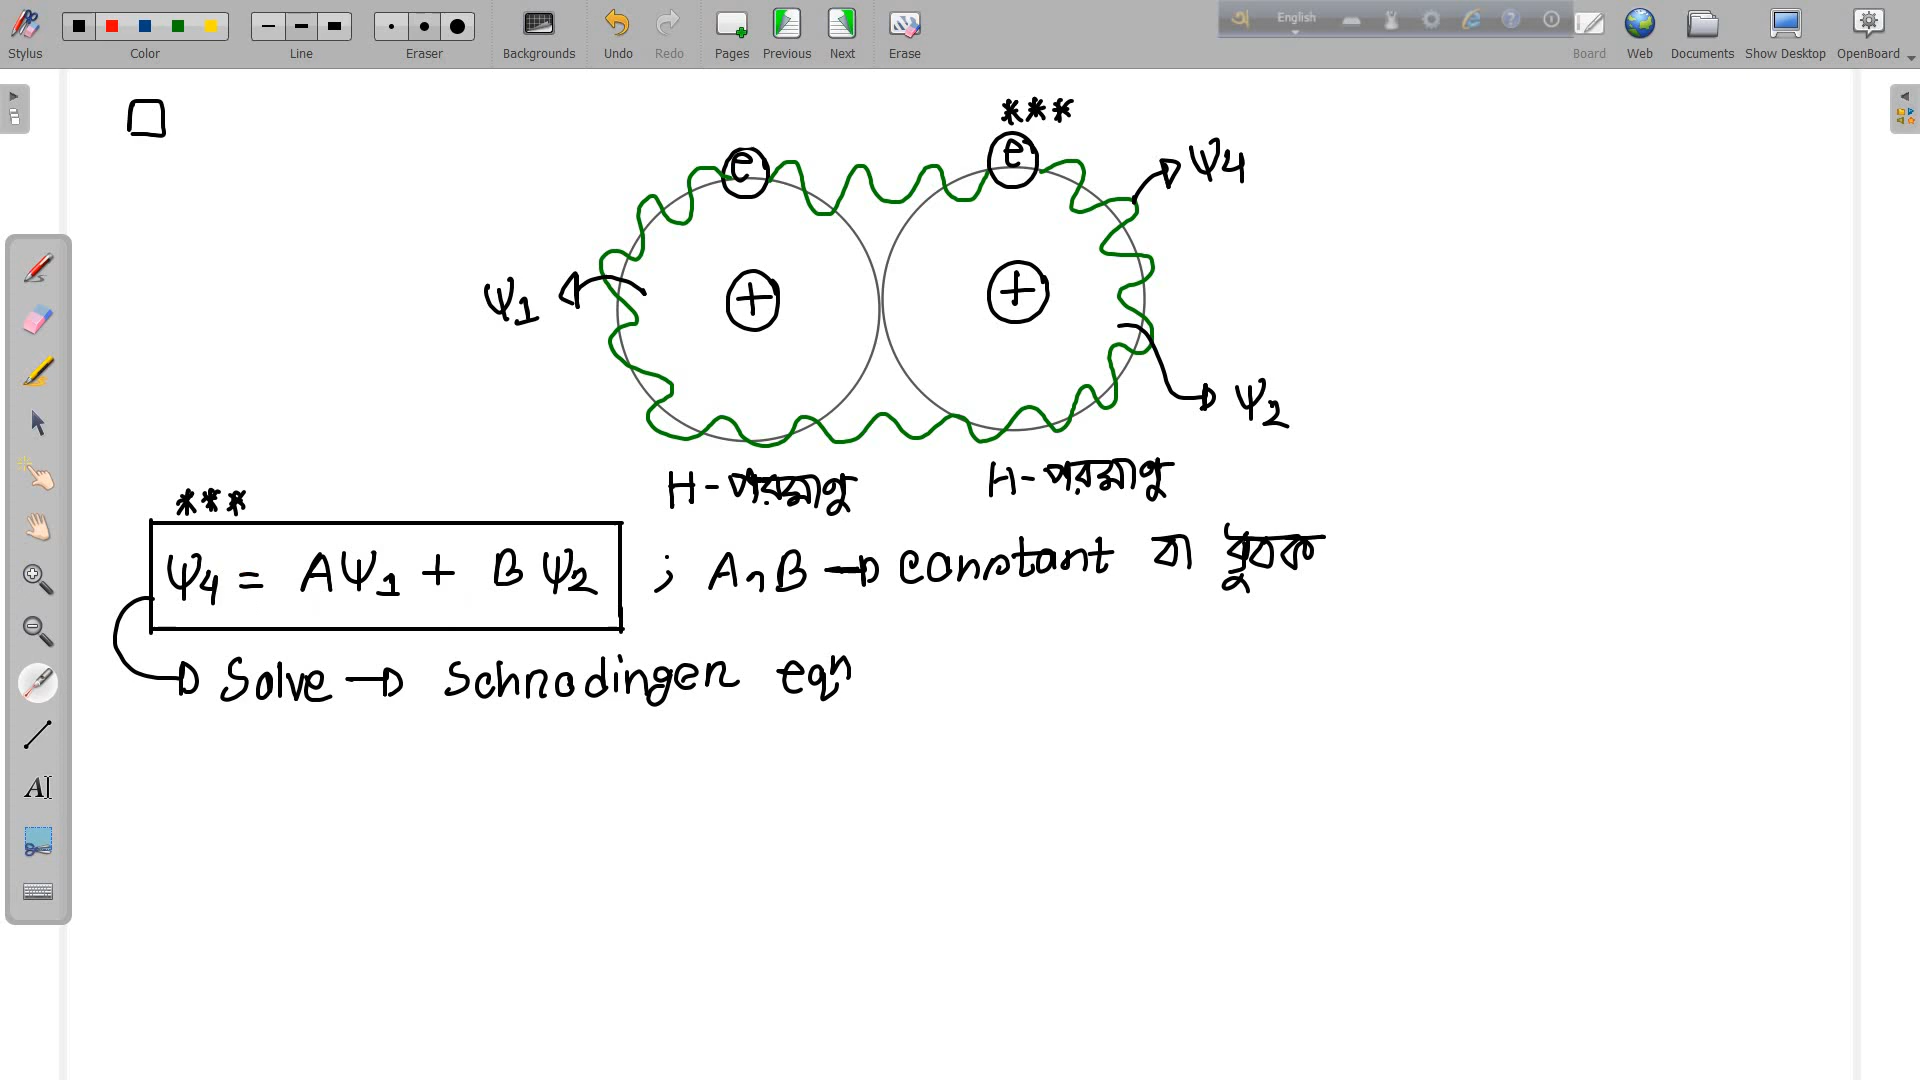 Stylus Color Line Eraser Backgrounds Undo Redo Pages Previous Next Erase English Board Web Documents Show Desktop OpenBoard
***
e e ψ4
ψ1 + + ψ2
H-পরমাণু H-পরমাণু
***
ψ4 = Aψ1 + Bψ2 ; A, B → constant বা ধ্রুবক
→ Solve → Schrodinger eqn